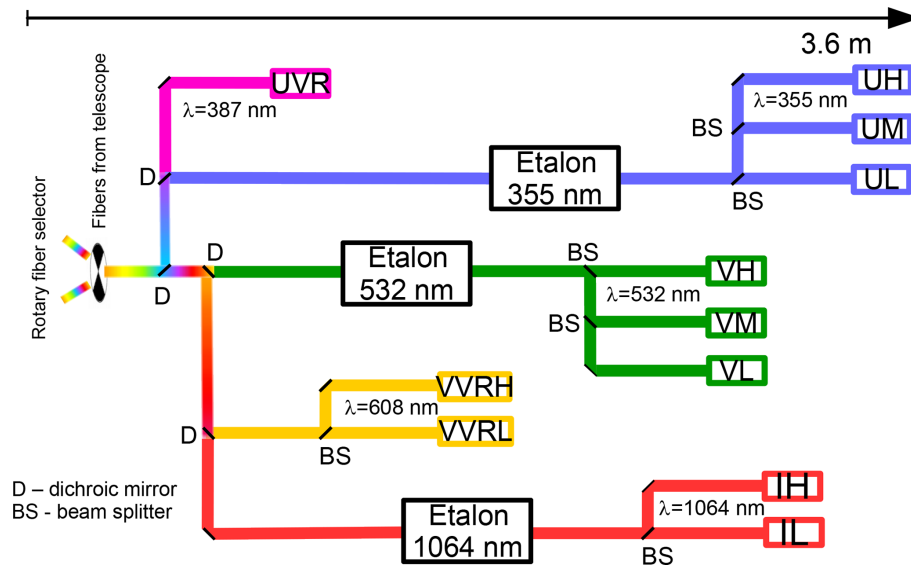 3.6 m
UVR
λ=387 nm
UH
λ=355 nm
BS
UM
D
Etalon
355 nm
UL
BS
Rotary fiber selector
Fibers from telescope
D
D
Etalon
532 nm
BS
VH
λ=532 nm
BS
VM
VL
VVRH
λ=608 nm
D
VVRL
BS
D – dichroic mirror
BS - beam splitter
Etalon
1064 nm
IH
λ=1064 nm
IL
BS